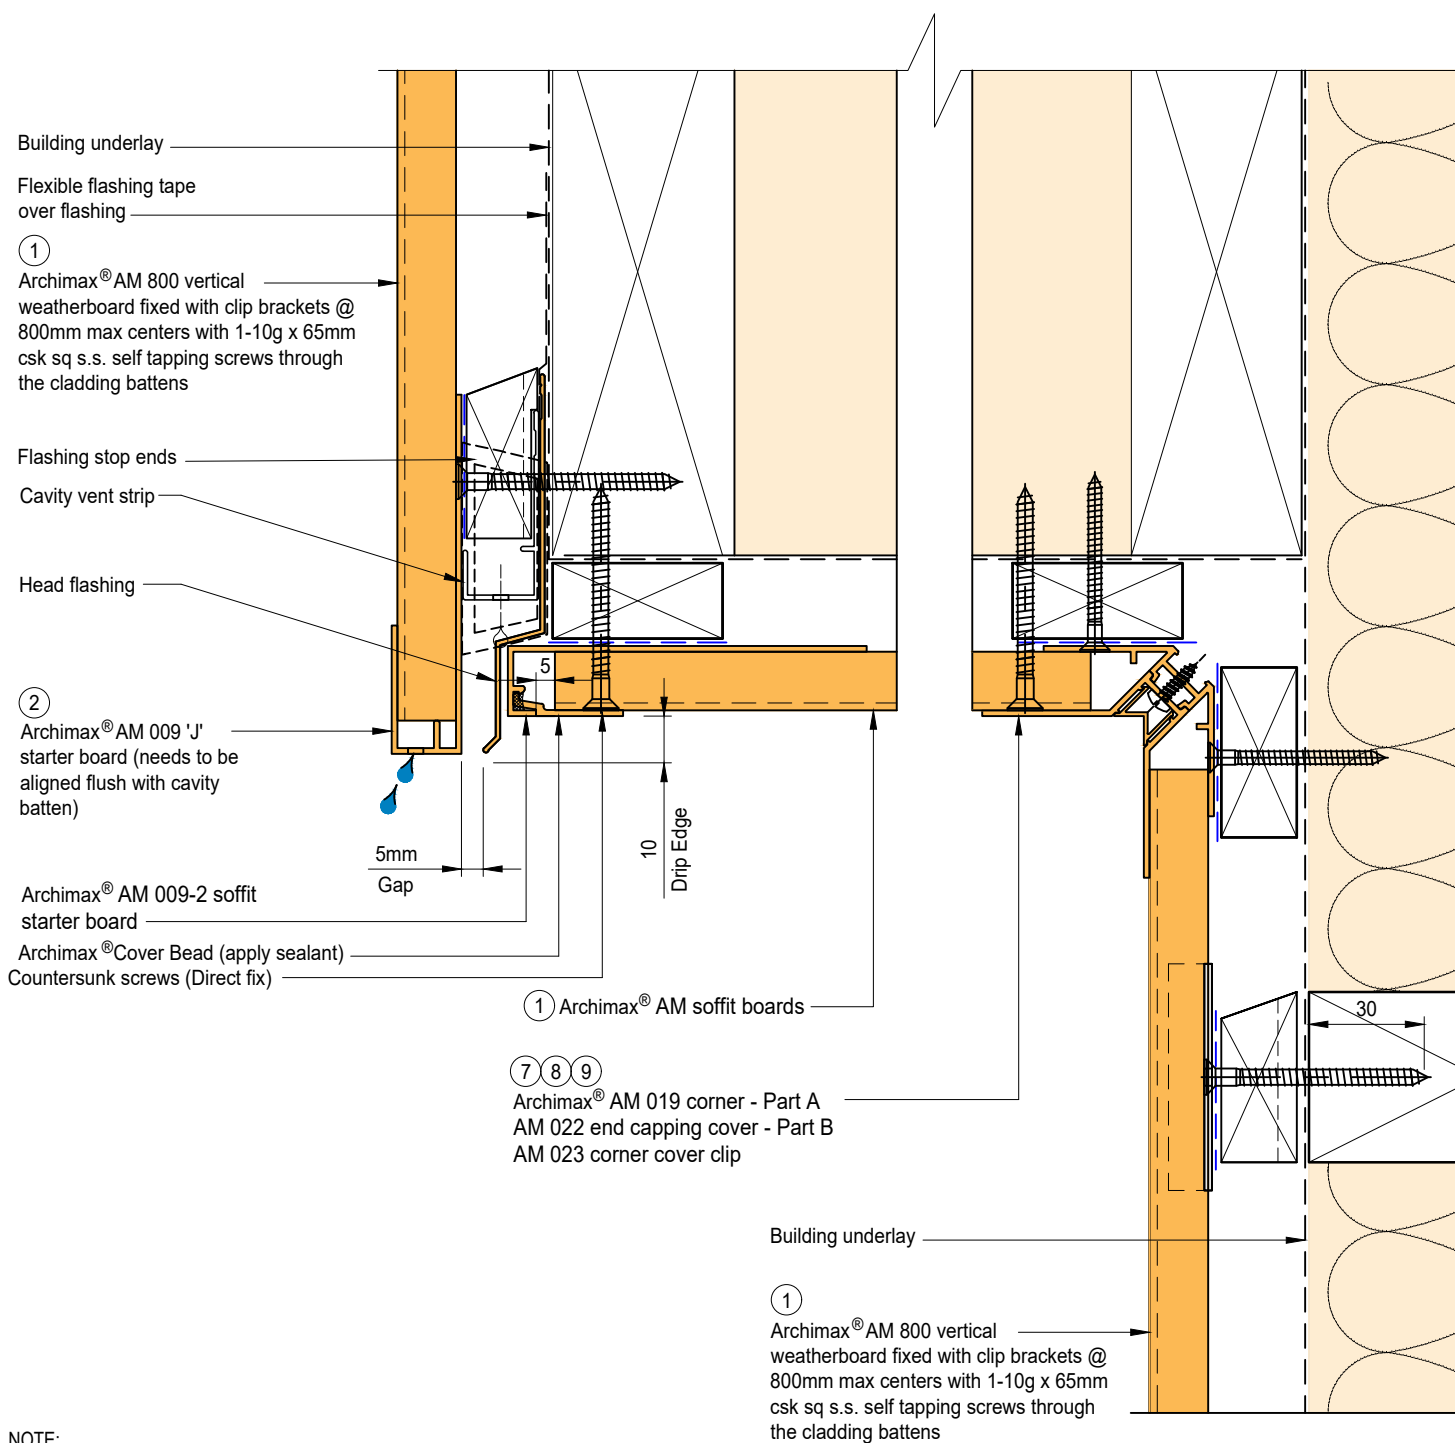 Building underlay
Flexible flashing tape
over flashing
1
Archimax® AM 800 vertical
weatherboard fixed with clip brackets @
800mm max centers with 1-10g x 65mm
csk sq s.s. self tapping screws through
the cladding battens
Flashing stop ends
Cavity vent strip
Head flashing
2
Archimax® AM 009 'J'
starter board (needs to be
aligned flush with cavity
batten)
5
5mm
Gap
10
Drip Edge
Archimax® AM 009-2 soffit
starter board
Archimax® Cover Bead (apply sealant)
Countersunk screws (Direct fix)
1 Archimax® AM soffit boards
7 8 9
Archimax® AM 019 corner - Part A
AM 022 end capping cover - Part B
AM 023 corner cover clip
30
Building underlay
1
Archimax® AM 800 vertical
weatherboard fixed with clip brackets @
800mm max centers with 1-10g x 65mm
csk sq s.s. self tapping screws through
the cladding battens
NOTE: